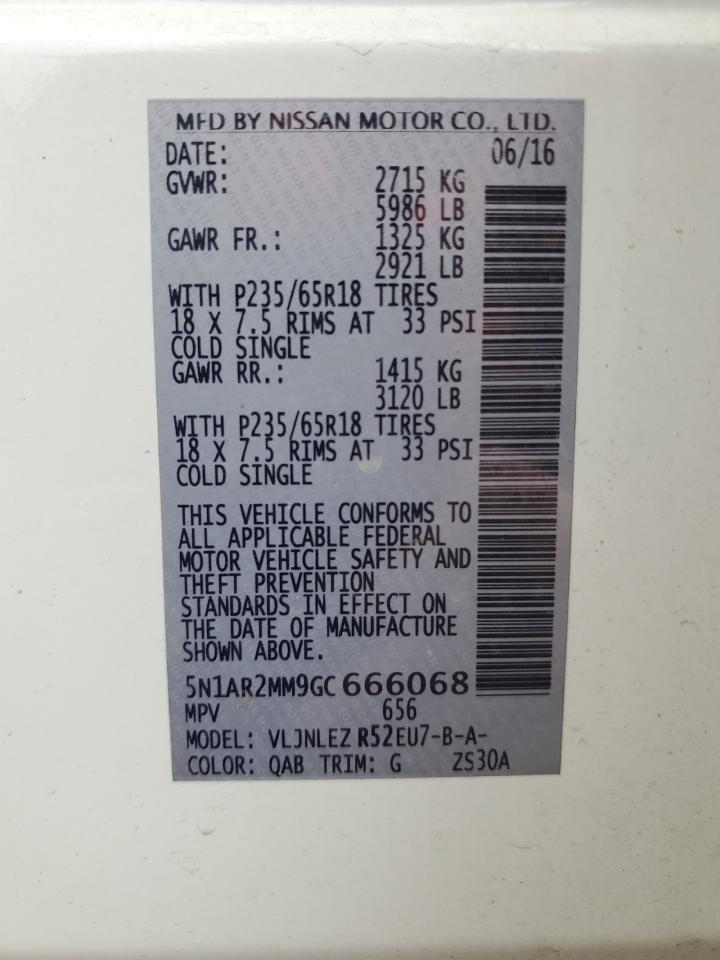 MFD BY NISSAN MOTOR CO., LTD.
DATE: 06/16
GVWR: 2715 KG
5986 LB
GAWR FR.: 1325 KG
2921 LB
WITH P235/65R18 TIRES
18 X 7.5 RIMS AT 33 PSI
COLD SINGLE
GAWR RR.: 1415 KG
3120 LB
WITH P235/65R18 TIRES
18 X 7.5 RIMS AT 33 PSI
COLD SINGLE
THIS VEHICLE CONFORMS TO
ALL APPLICABLE FEDERAL
MOTOR VEHICLE SAFETY AND
THEFT PREVENTION
STANDARDS IN EFFECT ON
THE DATE OF MANUFACTURE
SHOWN ABOVE.
5N1AR2MM9GC666068
MPV 656
MODEL: VLJNLEZ R52EU7-B-A-
COLOR: QAB TRIM: G ZS30A